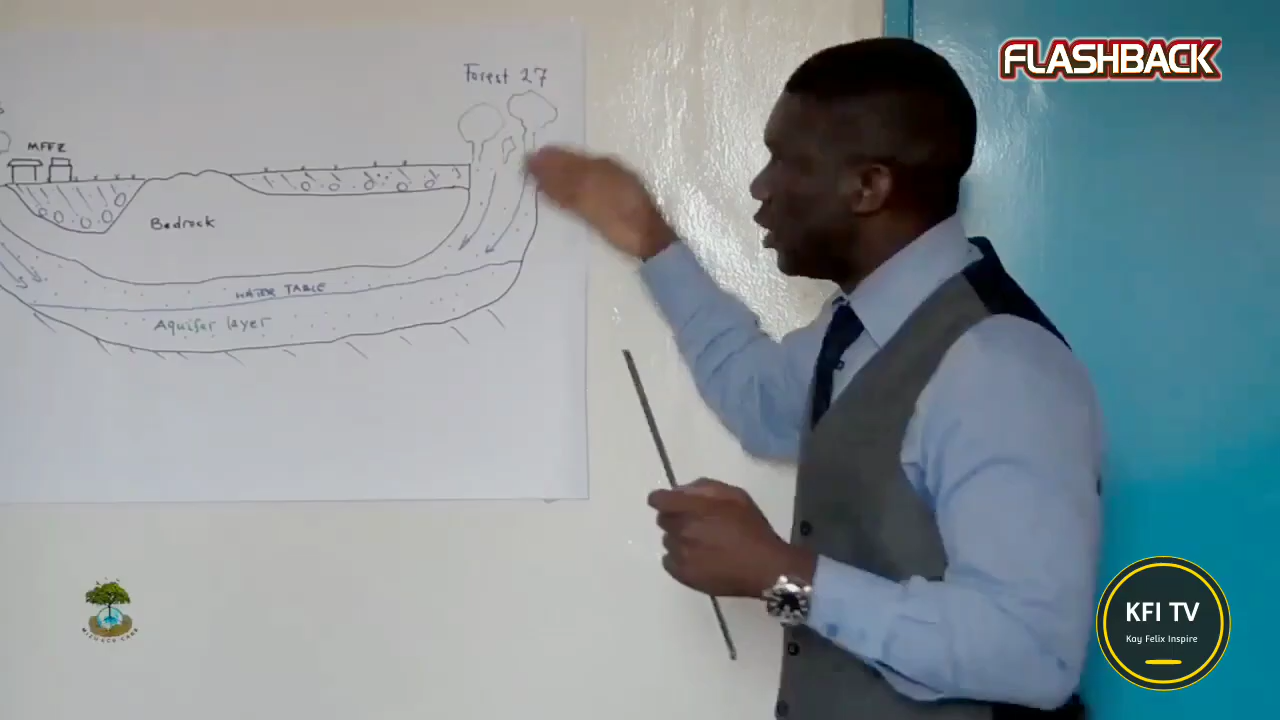 FLASHBACK
Forest 27
MFFZ
Bedrock
WATER TABLE
Aquifer layer
KFI TV
Kay Felix Inspire